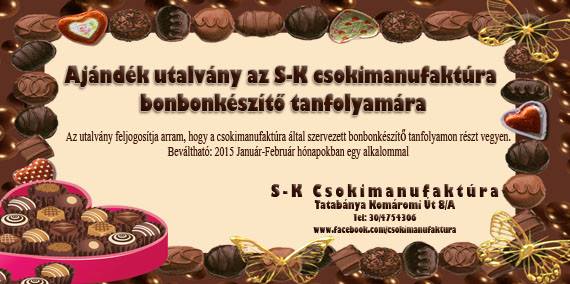 Ajándék utalvány az S-K csokimanufaktúra
bonbonkészítő tanfolyamára
Az utalvány feljogosítja arram, hogy a csokimanufaktúra által szervezett bonbonkészítő tanfolyamon részt vegyen.
Beváltható: 2015 Január-Február hónapokban egy alkalommal
S-K Csokimanufaktúra
Tatabánya Komáromi Út 8/A
Tel: 30/4754306
www.facebook.com/csokimanufaktura